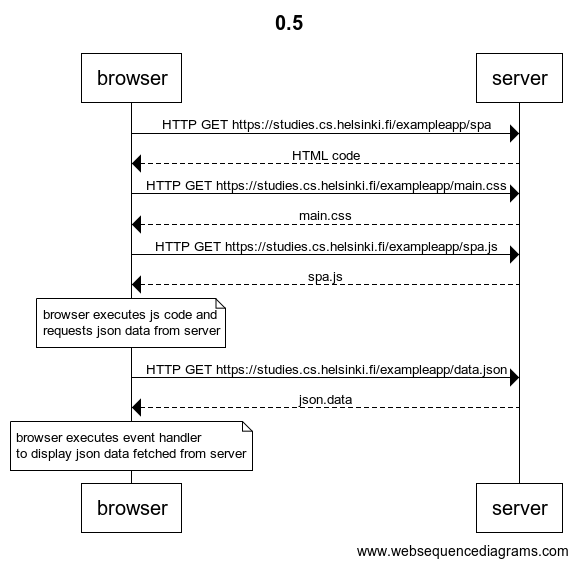 0.5
browser
server
HTTP GET https://studies.cs.helsinki.fi/exampleapp/spa
HTML code
HTTP GET https://studies.cs.helsinki.fi/exampleapp/main.css
main.css
HTTP GET https://studies.cs.helsinki.fi/exampleapp/spa.js
spa.js
browser executes js code and
requests json data from server
HTTP GET https://studies.cs.helsinki.fi/exampleapp/data.json
json.data
browser executes event handler
to display json data fetched from server
browser
server
www.websequencediagrams.com